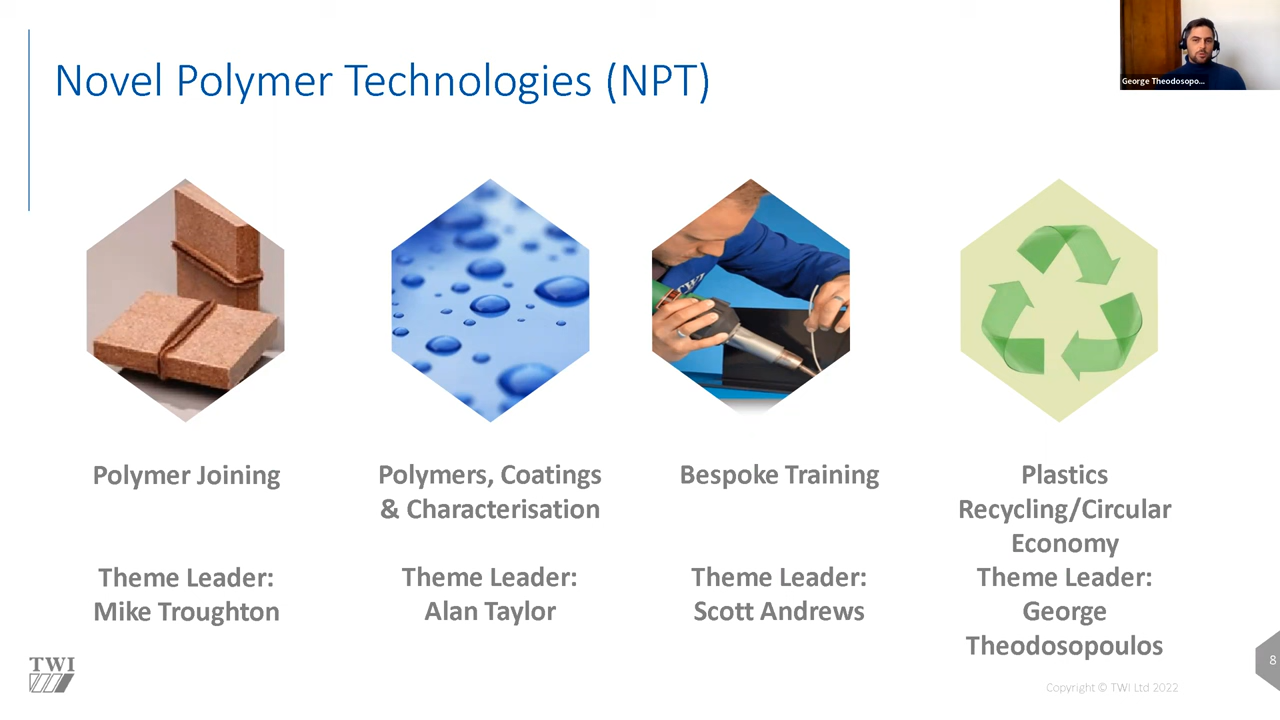 Novel Polymer Technologies (NPT)
George Theodosopo...
TWI
Polymer Joining
Polymers, Coatings
& Characterisation
Bespoke Training
Plastics
Recycling/Circular
Economy
Theme Leader:
Mike Troughton
Theme Leader:
Alan Taylor
Theme Leader:
Scott Andrews
Theme Leader:
George
Theodosopoulos
TWI
8
Copyright © TWI Ltd 2022